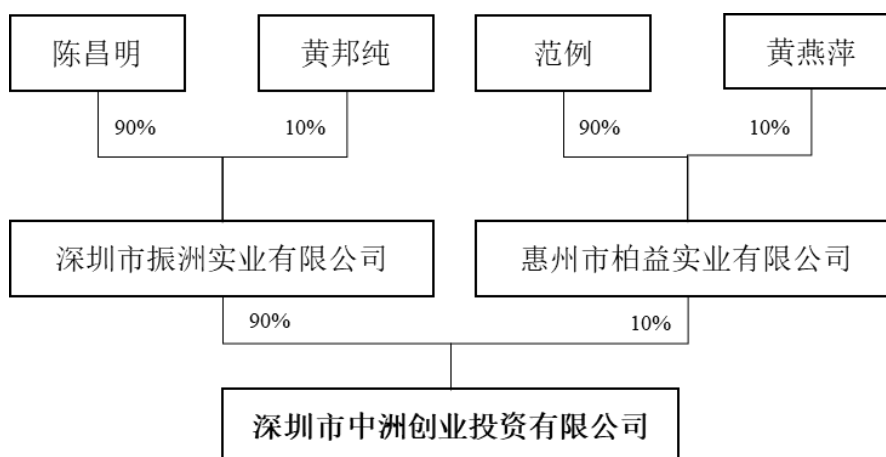 陈昌明
黄邦纯
范例
黄燕萍
90%
10%
90%
10%
深圳市振洲实业有限公司
惠州市柏益实业有限公司
90%
10%
深圳市中洲创业投资有限公司